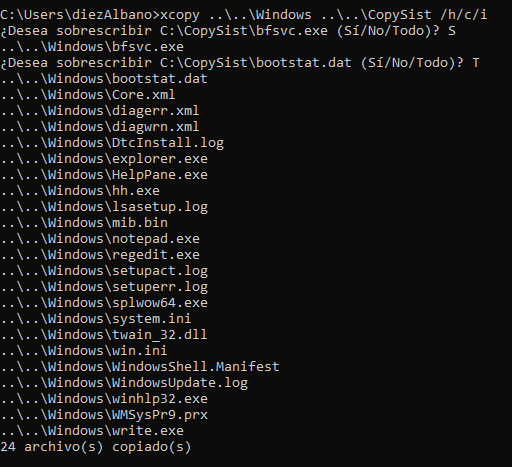 C:\Users\diezAlbano>xcopy ..\..\Windows ..\..\CopySist /h/c/i
¿Desea sobrescribir C:\CopySist\bfsvc.exe (Sí/No/Todo)? S
..\..\Windows\bfsvc.exe
¿Desea sobrescribir C:\CopySist\bootstat.dat (Sí/No/Todo)? T
..\..\Windows\bootstat.dat
..\..\Windows\Core.xml
..\..\Windows\diagerr.xml
..\..\Windows\diagwrn.xml
..\..\Windows\DtcInstall.log
..\..\Windows\explorer.exe
..\..\Windows\HelpPane.exe
..\..\Windows\hh.exe
..\..\Windows\lsasetup.log
..\..\Windows\mib.bin
..\..\Windows\notepad.exe
..\..\Windows\regedit.exe
..\..\Windows\setupact.log
..\..\Windows\setuperr.log
..\..\Windows\splwow64.exe
..\..\Windows\system.ini
..\..\Windows\twain_32.dll
..\..\Windows\win.ini
..\..\Windows\WindowsShell.Manifest
..\..\Windows\WindowsUpdate.log
..\..\Windows\winhlp32.exe
..\..\Windows\WMSysPr9.prx
..\..\Windows\write.exe
24 archivo(s) copiado(s)